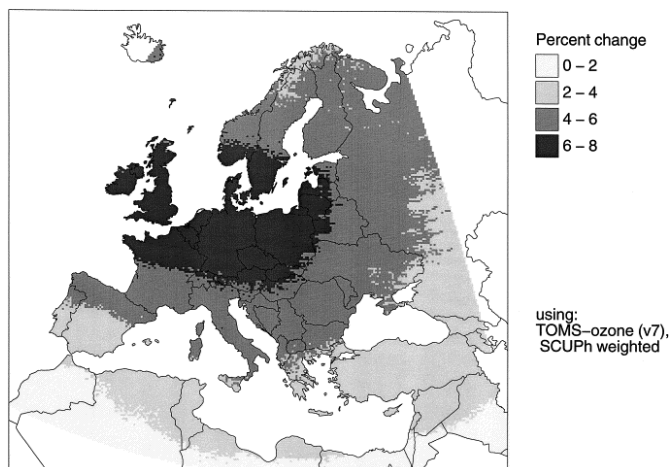 Percent change
0 – 2
2 – 4
4 – 6
6 – 8
using:
TOMS–ozone (v7),
SCUPh weighted